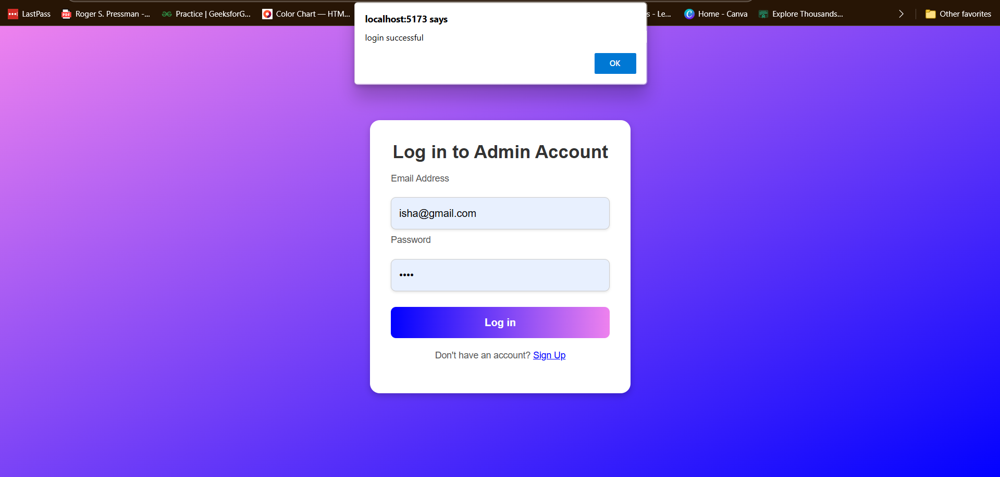 LastPass
PDF
Roger S. Pressman -...
Practice | GeeksforG...
Color Chart — HTM...
s - Le...
Home - Canva
Explore Thousands...
Other favorites
localhost:5173 says
login successful
OK
Log in to Admin Account
Email Address
isha@gmail.com
Password
••••
Log in
Don't have an account? Sign Up